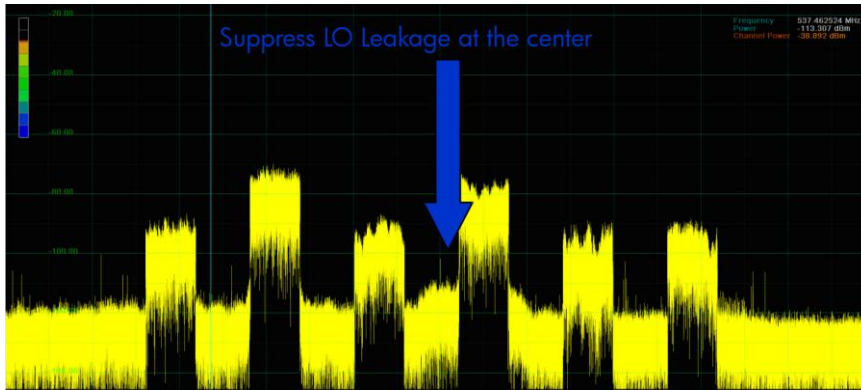 -20.00
Suppress LO Leakage at the center
Frequency 537.462524 MHz
Power -113.307 dBm
Channel Power -38.892 dBm
-40.00
-60.00
-80.00
-100.00